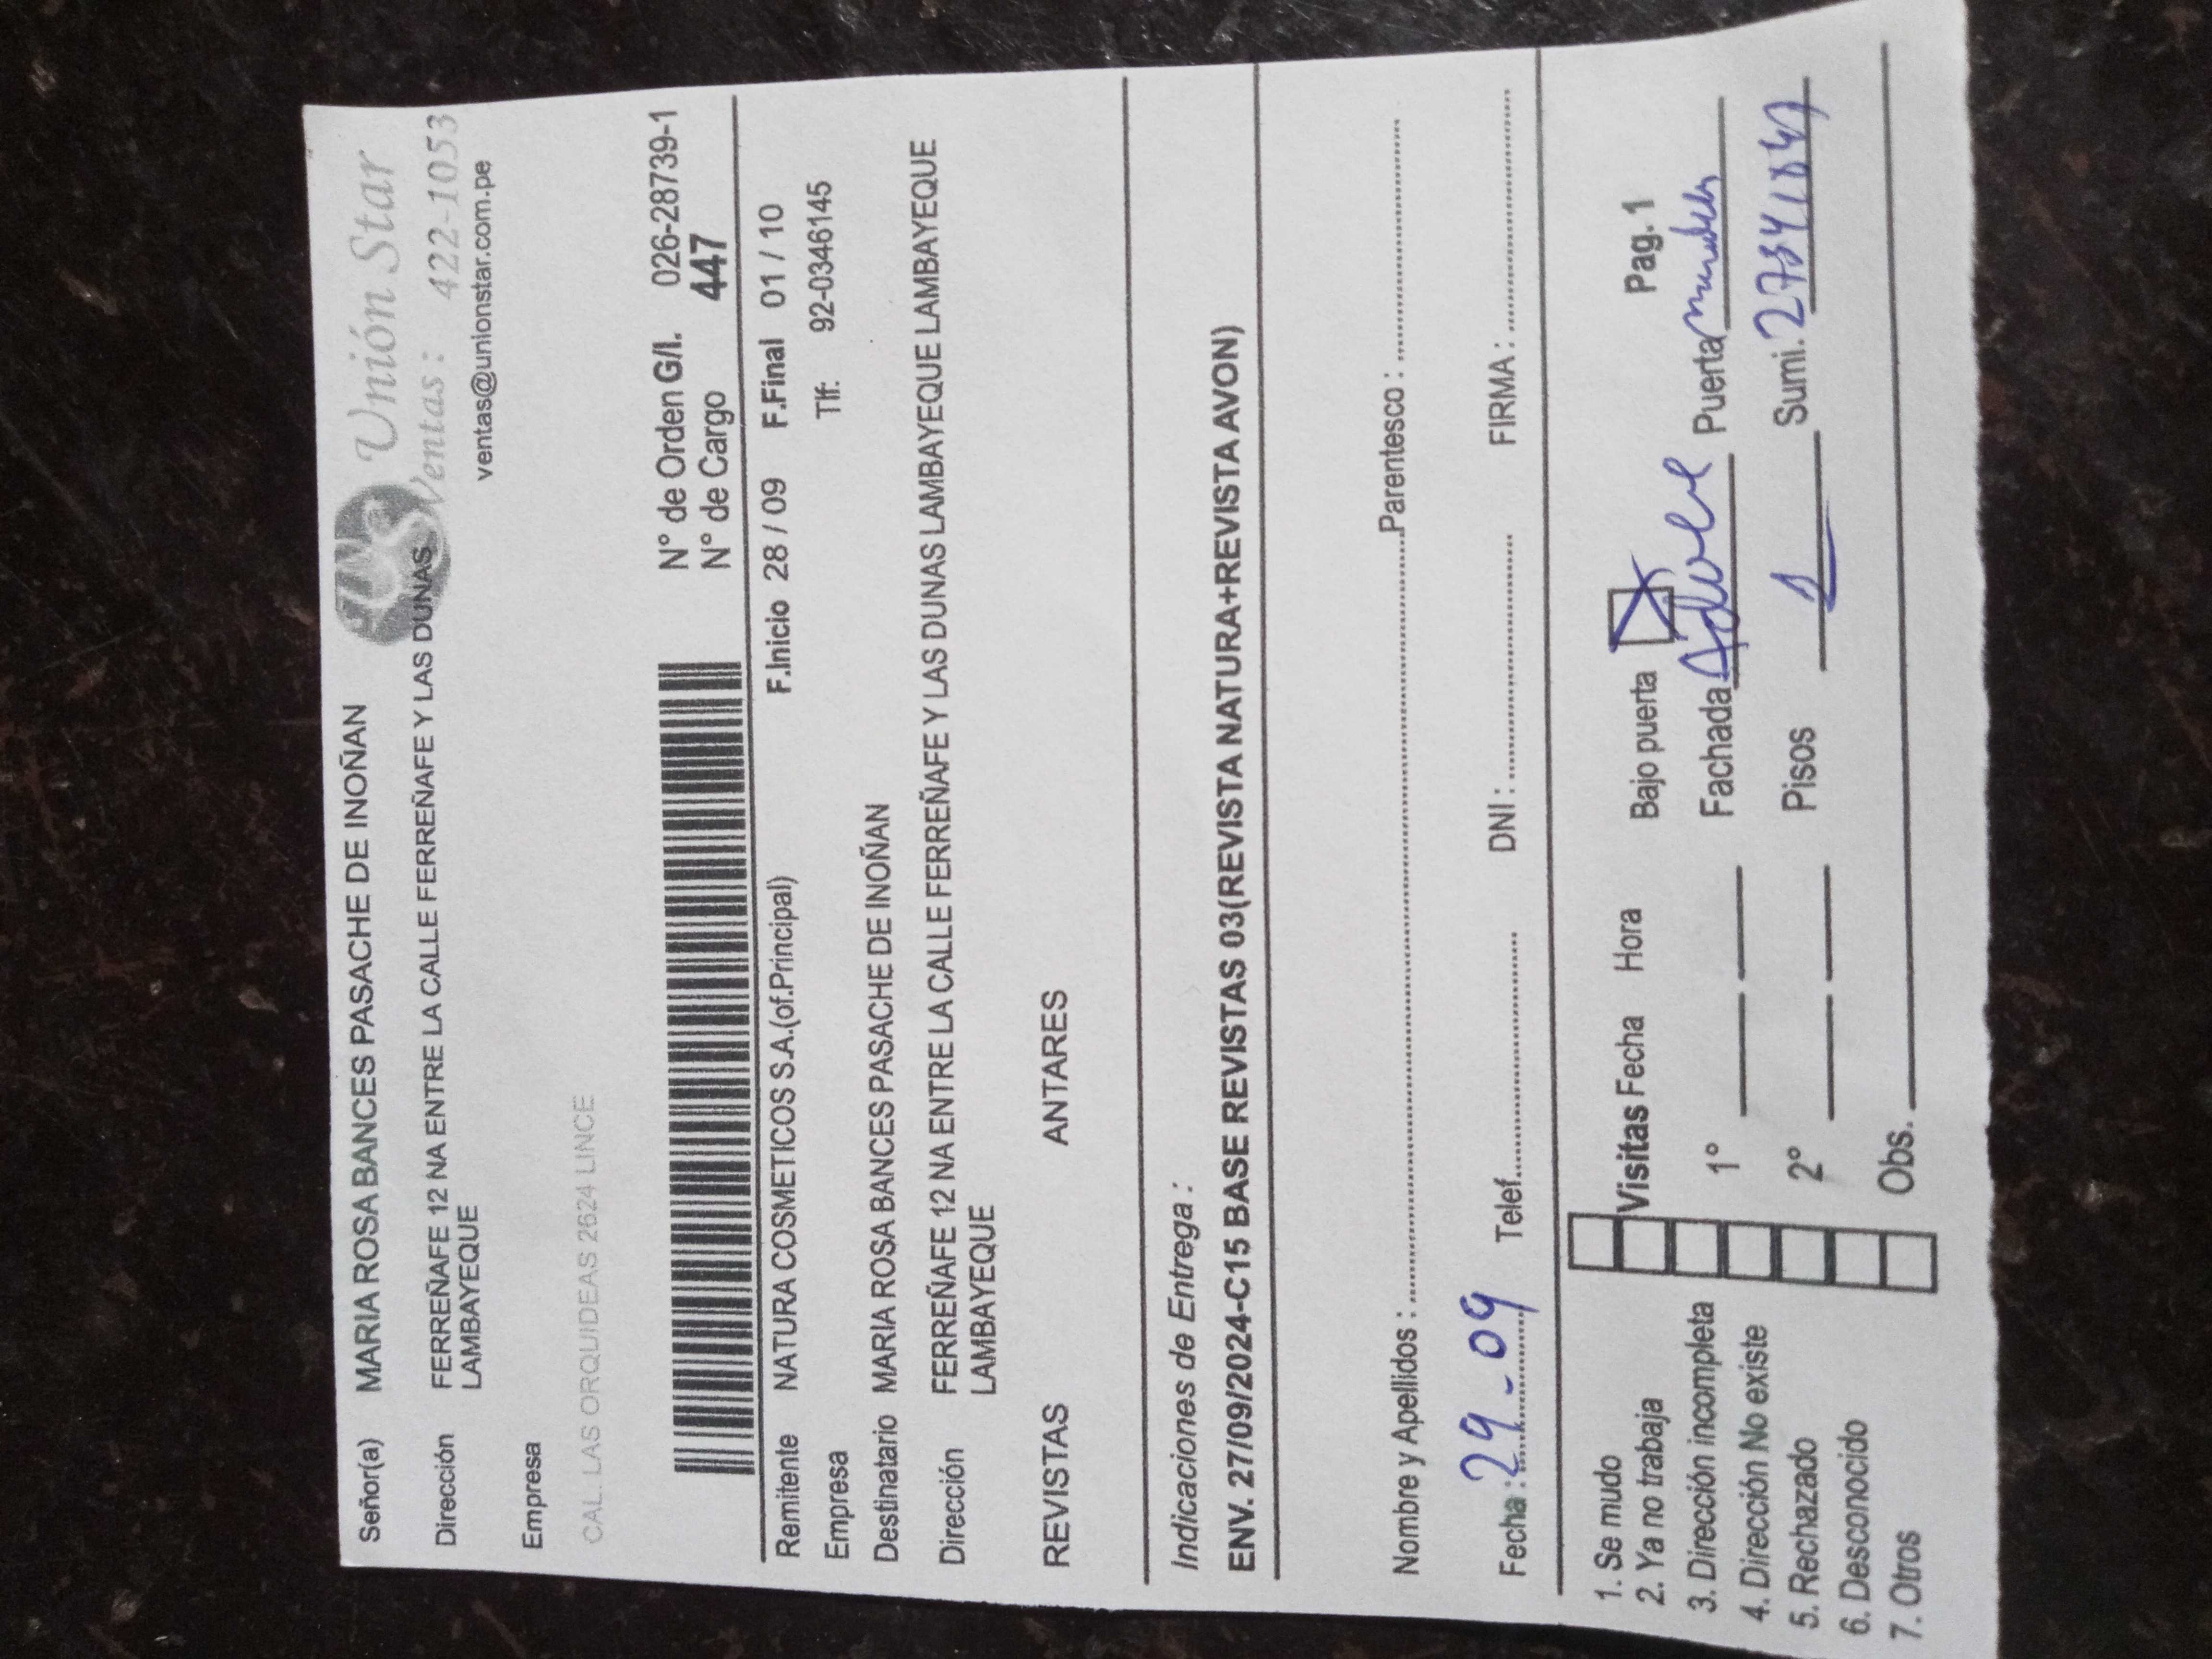 Señor(a) MARIA ROSA BANCES PASACHE DE INOÑAN
Unión Star
Ventas: 422-1053
Dirección FERREÑAFE 12 NA ENTRE LA CALLE FERREÑAFE Y LAS DUNAS
LAMBAYEQUE
ventas@unionstar.com.pe
Empresa
CAL. LAS ORQUIDEAS 2624 LINCE
N° de Orden G/I. 026-28739-1
N° de Cargo 447
Remitente NATURA COSMETICOS S.A.(of.Principal) F.Inicio 28 / 09 F.Final 01 / 10
Empresa Tlf: 92-0346145
Destinatario MARIA ROSA BANCES PASACHE DE INOÑAN
Dirección FERREÑAFE 12 NA ENTRE LA CALLE FERREÑAFE Y LAS DUNAS LAMBAYEQUE LAMBAYEQUE
LAMBAYEQUE
REVISTAS ANTARES
Indicaciones de Entrega :
ENV. 27/09/2024-C15 BASE REVISTAS 03(REVISTA NATURA+REVISTA AVON)
Nombre y Apellidos : Parentesco :
Fecha : 29-09 Telef. DNI : FIRMA :
1. Se mudo
2. Ya no trabaja
3. Dirección incompleta
4. Dirección No existe
5. Rechazado
6. Desconocido
7. Otros
Visitas Fecha Hora
1°
2°
Obs.
Bajo puerta Pag.1
Fachada Adobe Puerta
Pisos 1 Sumi.